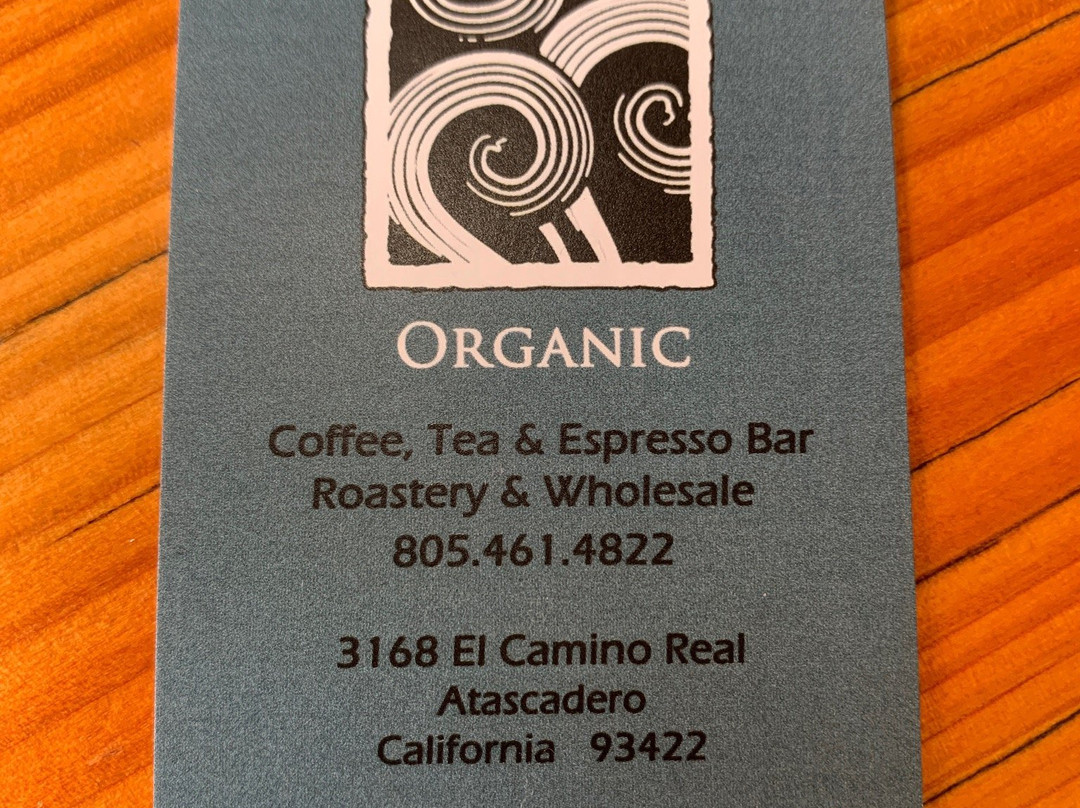 ORGANIC
Coffee, Tea & Espresso Bar
Roastery & Wholesale
805.461.4822
3168 El Camino Real
Atascadero
California 93422